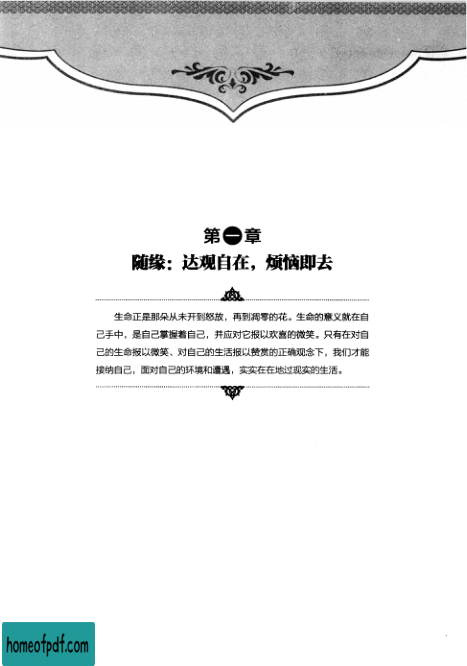 第一章
随缘：达观自在，烦恼即去
生命正是那朵从未开到怒放，再到凋零的花。生命的意义就在自
己手中，是自己掌握着自己，并应对它报以欢喜的微笑。只有在对自
己的生命报以微笑、对自己的生活报以赞赏的正确观念下，我们才能
接纳自己，面对自己的环境和遭遇，实实在在地过现实的生活。
homeofpdf.com